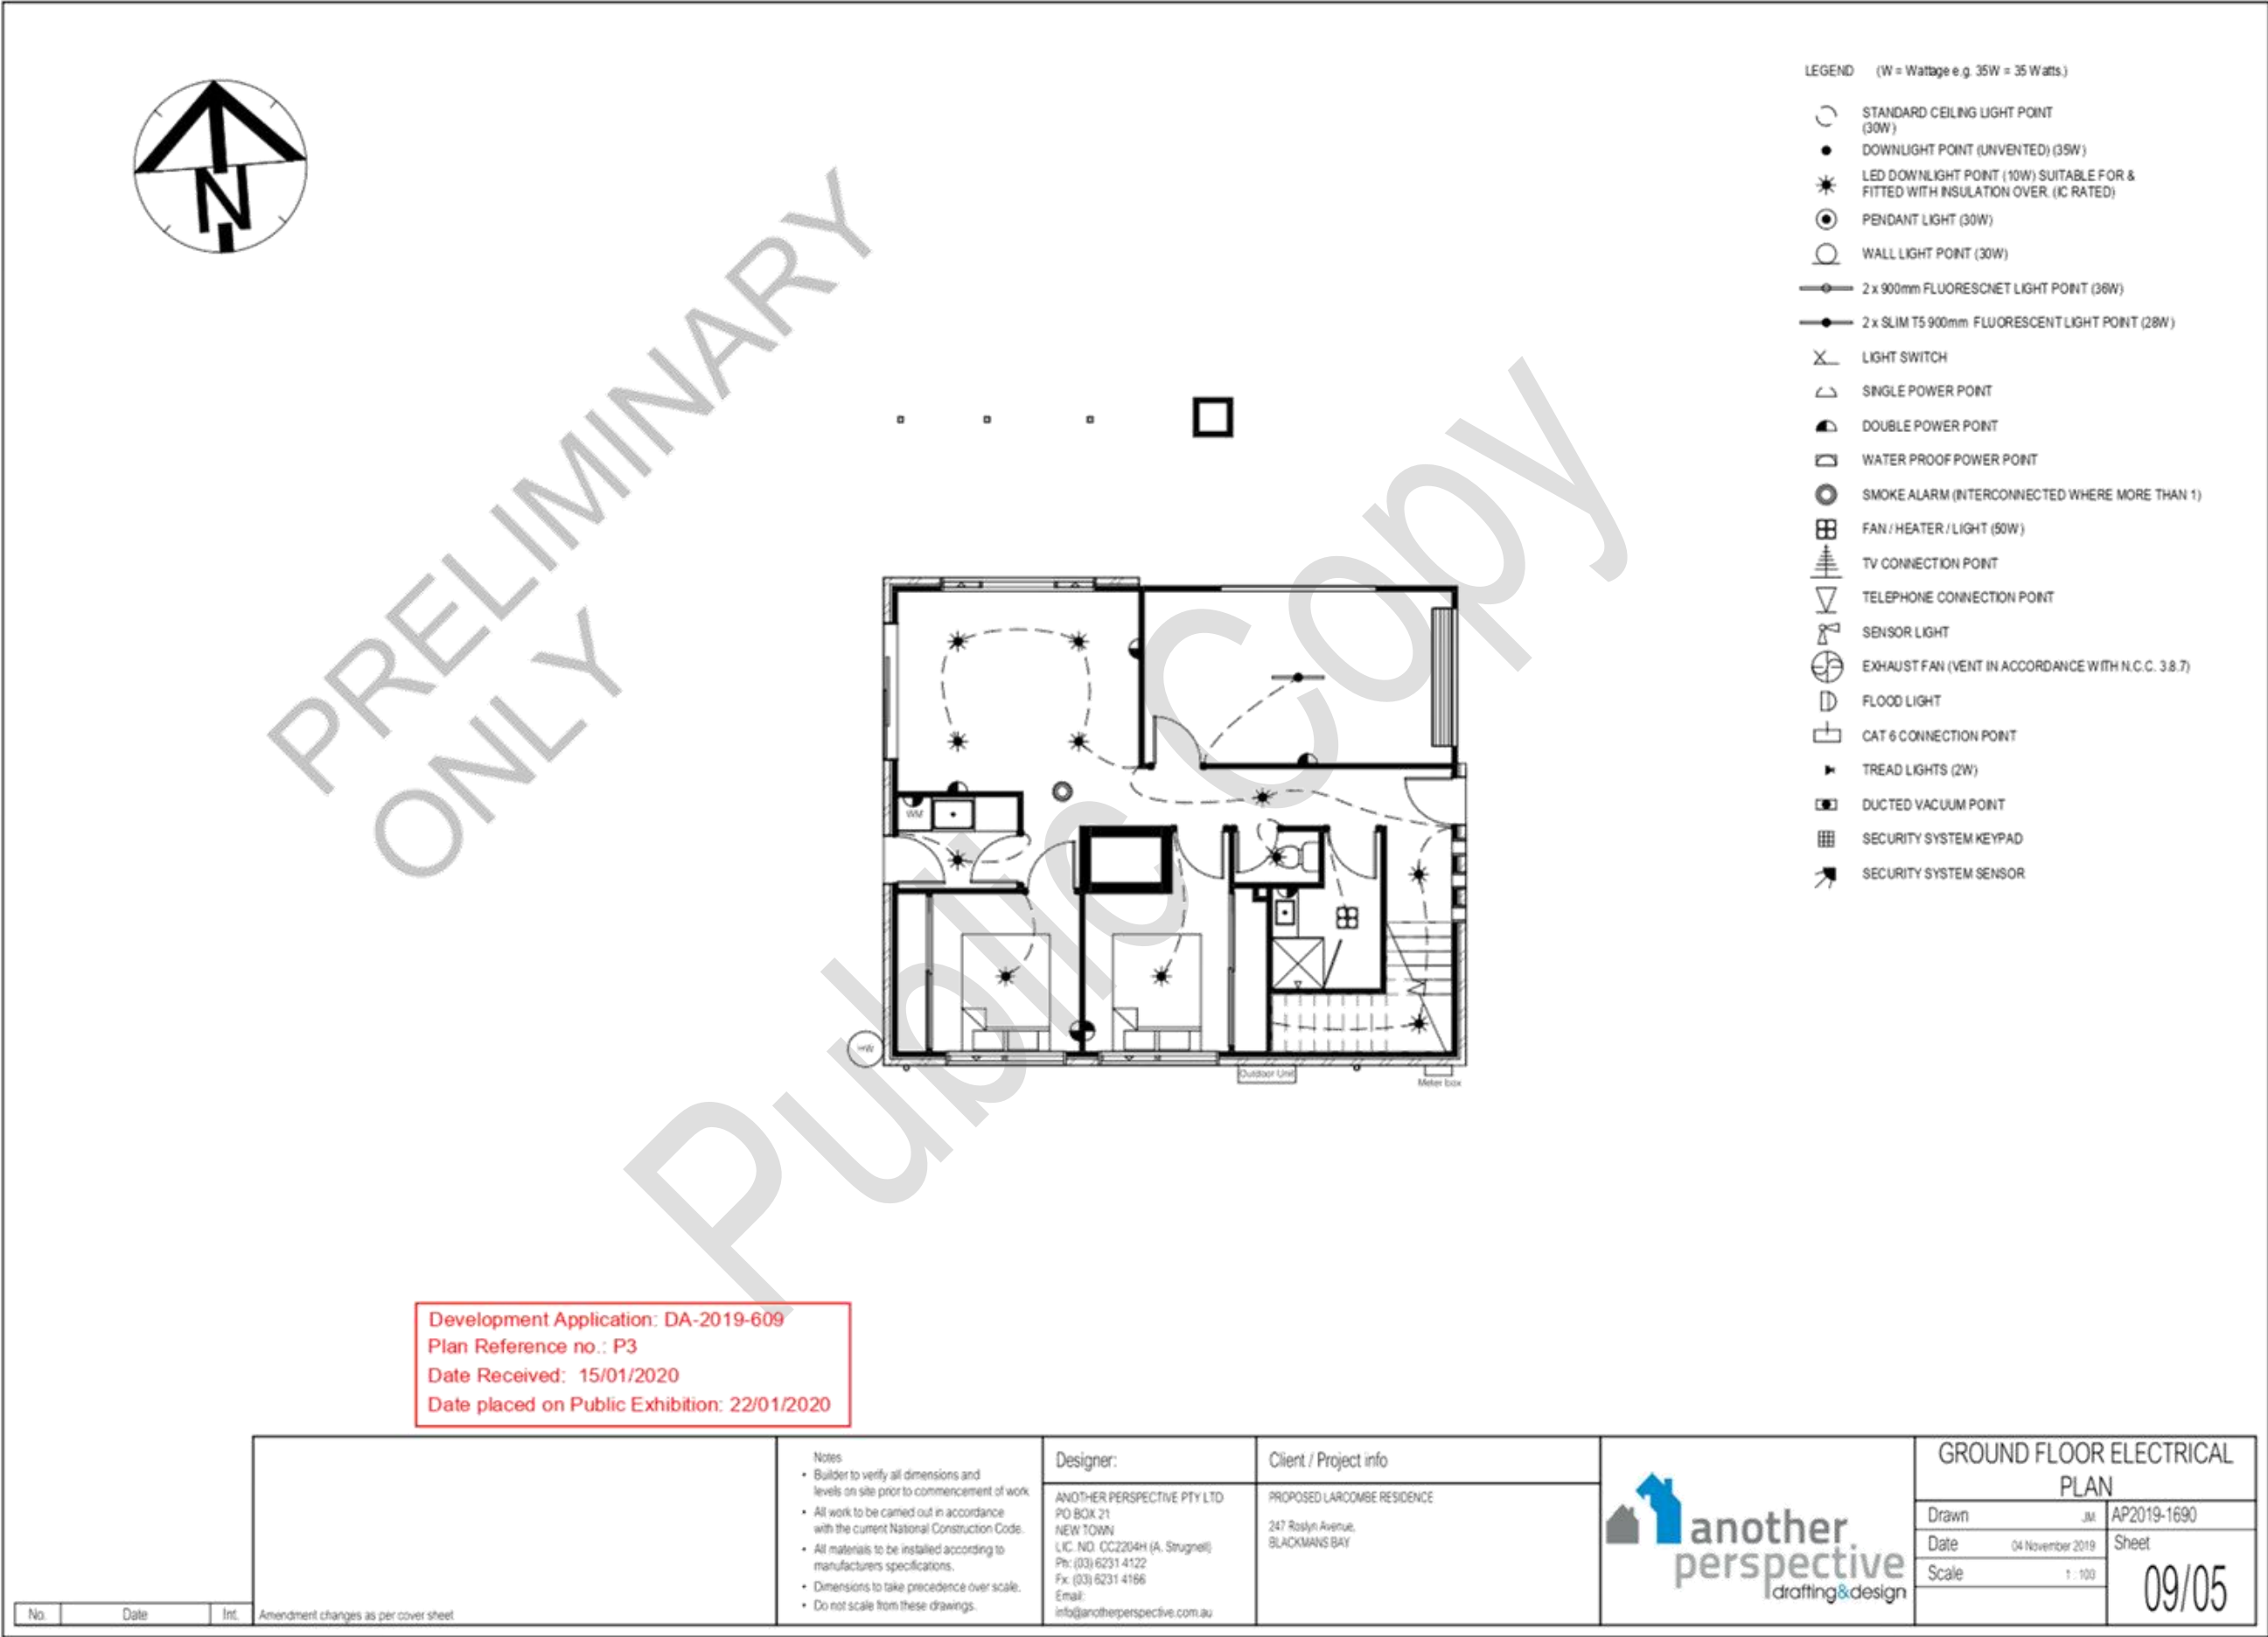 LEGEND (W = Wattage e.g. 35W = 35 Watts.)
STANDARD CEILING LIGHT POINT
(30W)
DOWNLIGHT POINT (UNVENTED) (35W)
LED DOWNLIGHT POINT (10W) SUITABLE FOR &
FITTED WITH INSULATION OVER. (IC RATED)
PENDANT LIGHT (30W)
WALL LIGHT POINT (30W)
2 x 900mm FLUORESCNET LIGHT POINT (36W)
2 x SLIM T5 900mm FLUORESCENT LIGHT POINT (28W)
LIGHT SWITCH
SINGLE POWER POINT
DOUBLE POWER POINT
WATER PROOF POWER POINT
SMOKE ALARM (INTERCONNECTED WHERE MORE THAN 1)
FAN / HEATER / LIGHT (50W)
TV CONNECTION POINT
TELEPHONE CONNECTION POINT
SENSOR LIGHT
EXHAUST FAN (VENT IN ACCORDANCE WITH N.C.C. 3.8.7)
FLOOD LIGHT
CAT 6 CONNECTION POINT
TREAD LIGHTS (2W)
DUCTED VACUUM POINT
SECURITY SYSTEM KEYPAD
SECURITY SYSTEM SENSOR
N
PRELIMINARY
ONLY
Public Copy
WM
HW
Outdoor Unit
Meter box
Development Application: DA-2019-609
Plan Reference no.: P3
Date Received: 15/01/2020
Date placed on Public Exhibition: 22/01/2020
No. Date Int. Amendment changes as per cover sheet
Notes
• Builder to verify all dimensions and
levels on site prior to commencement of work
• All work to be carried out in accordance
with the current National Construction Code.
• All materials to be installed according to
manufacturers specifications.
• Dimensions to take precedence over scale.
• Do not scale from these drawings.
Designer:
ANOTHER PERSPECTIVE PTY LTD
PO BOX 21
NEW TOWN
LIC. NO. CC2204H (A. Strugnell)
Ph: (03) 6231 4122
Fx: (03) 6231 4166
Email:
info@anotherperspective.com.au
Client / Project info
PROPOSED LARCOMBE RESIDENCE
247 Roslyn Avenue,
BLACKMANS BAY
another
perspective
drafting&design
GROUND FLOOR ELECTRICAL
PLAN
Drawn JM
AP2019-1690
Date 04 November 2019
Sheet
Scale 1 : 100
09/05